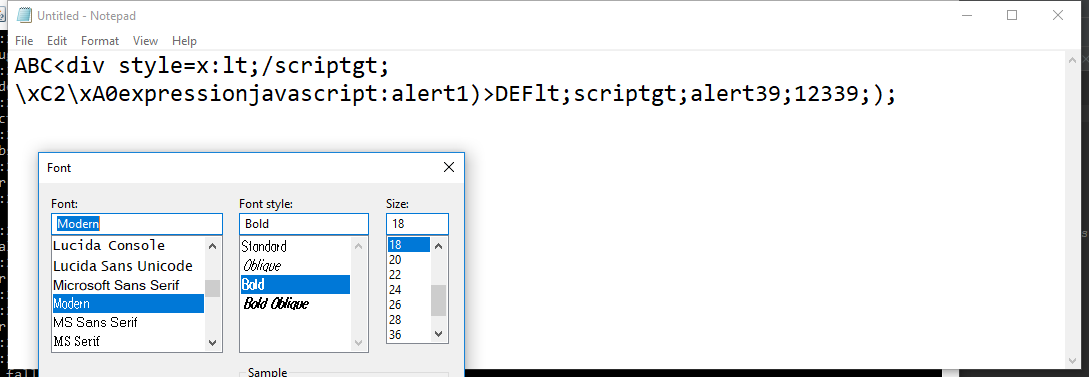 Untitled - Notepad
File Edit Format View Help
ABC<div style=x:lt;/scriptgt;
\xC2\xA0expressionjavascript:alert1)>DEFlt;scriptgt;alert39;12339;);
Font
Font: Font style: Size:
Modern Bold 18
Lucida Console Standard 18
Lucida Sans Unicode Oblique 20
Microsoft Sans Serif Bold 22
Modern Bold Oblique 24
MS Sans Serif 26
MS Serif 28
36
Sample